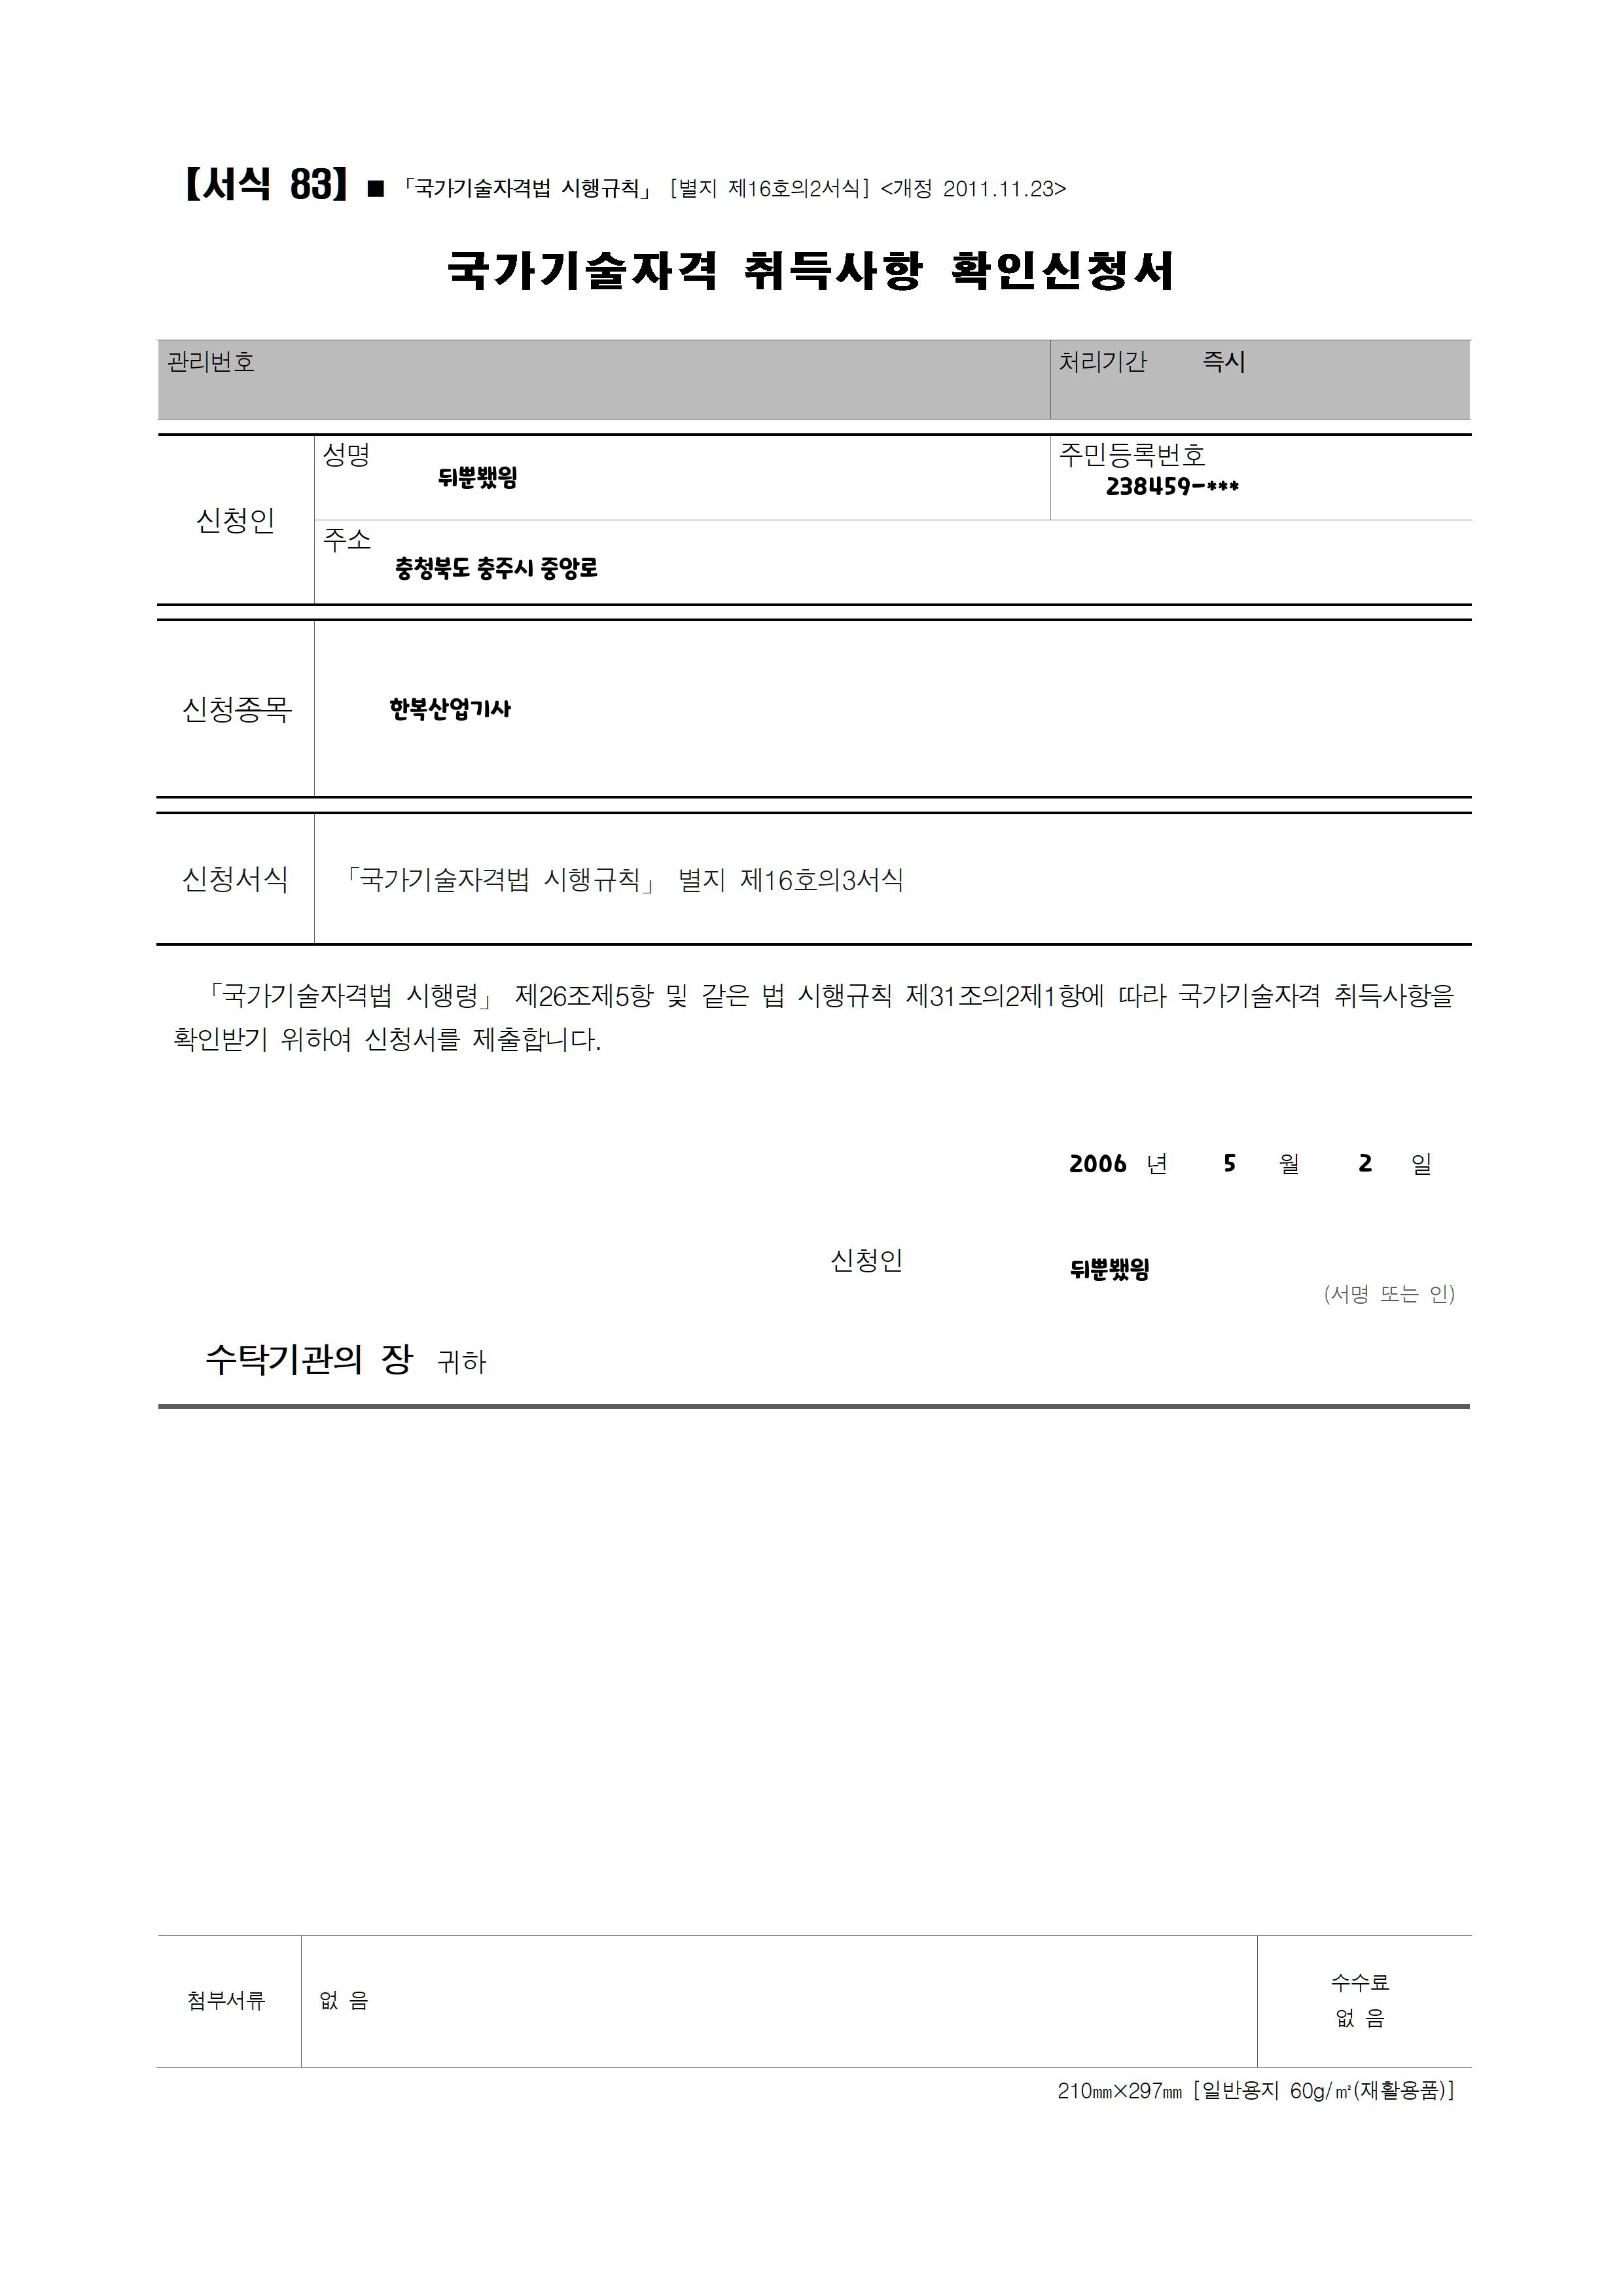 【서식 83】 ■ 「국가기술자격법 시행규칙」 [별지 제16호의2서식] <개정 2011.11.23>
국가기술자격 취득사항 확인신청서
관리번호 처리기간 즉시
성명 주민등록번호
뒤뿐뵀윔 238459-***
신청인
주소
충청북도 충주시 중앙로
신청종목 한복산업기사
신청서식 「국가기술자격법 시행규칙」 별지 제16호의3서식
「국가기술자격법 시행령」 제26조제5항 및 같은 법 시행규칙 제31조의2제1항에 따라 국가기술자격 취득사항을
확인받기 위하여 신청서를 제출합니다.
2006 년 5 월 2 일
신청인 뒤뿐뵀윔
(서명 또는 인)
수탁기관의 장 귀하
첨부서류 없 음 수수료
없 음
210㎜×297㎜ [일반용지 60g/㎡(재활용품)]